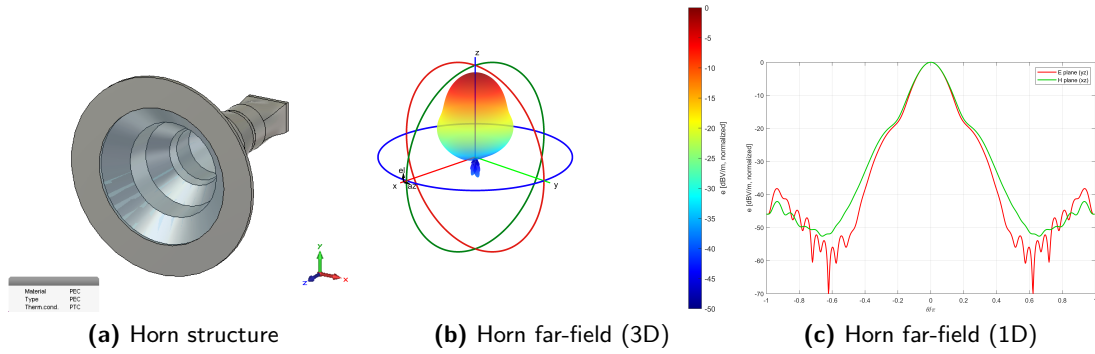 Material PEC
Type PEC
Therm.cond. PTC
y
x
z
(a) Horn structure
z
el
x
az
y
0
-5
-10
-15
-20
-25
-30
-35
-40
-45
-50
e [dBV/m, normalized]
(b) Horn far-field (3D)
E plane (yz)
H plane (xz)
0
-10
-20
-30
-40
-50
-60
-70
e [dBV/m, normalized]
-1 -0.8 -0.6 -0.4 -0.2 0 0.2 0.4 0.6 0.8 1
(c) Horn far-field (1D)